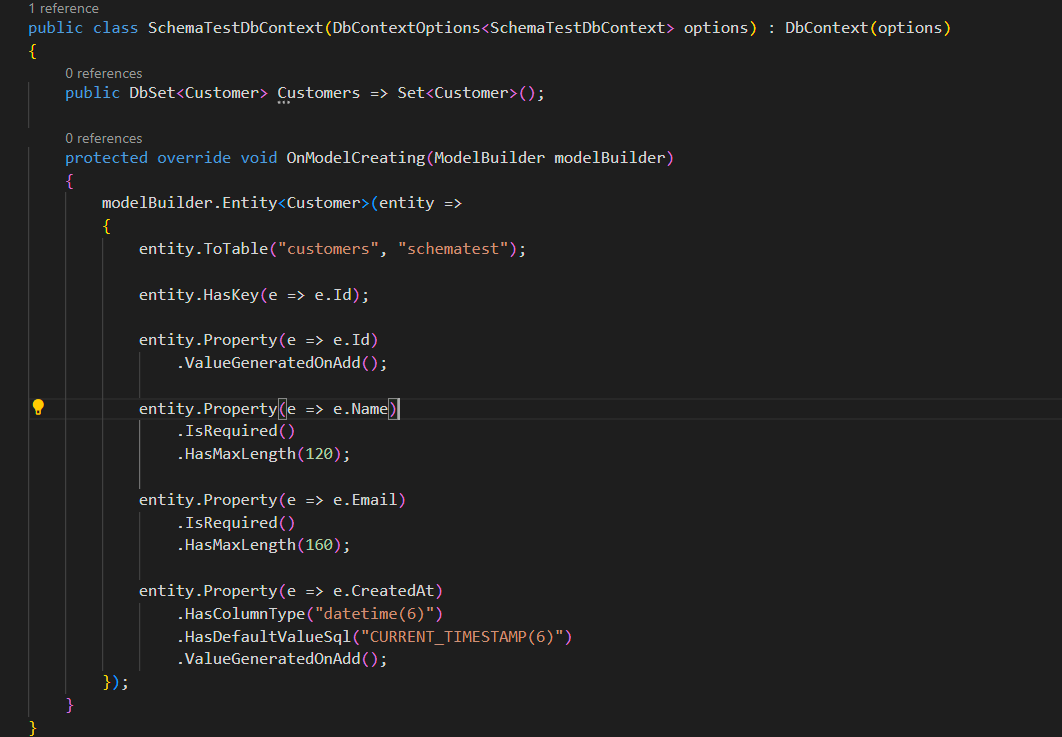 1 reference
public class SchemaTestDbContext(DbContextOptions<SchemaTestDbContext> options) : DbContext(options)
{
0 references
public DbSet<Customer> Customers => Set<Customer>();
0 references
protected override void OnModelCreating(ModelBuilder modelBuilder)
{
modelBuilder.Entity<Customer>(entity =>
{
entity.ToTable("customers", "schematest");
entity.HasKey(e => e.Id);
entity.Property(e => e.Id)
.ValueGeneratedOnAdd();
entity.Property(e => e.Name)
.IsRequired()
.HasMaxLength(120);
entity.Property(e => e.Email)
.IsRequired()
.HasMaxLength(160);
entity.Property(e => e.CreatedAt)
.HasColumnType("datetime(6)")
.HasDefaultValueSql("CURRENT_TIMESTAMP(6)")
.ValueGeneratedOnAdd();
});
}
}